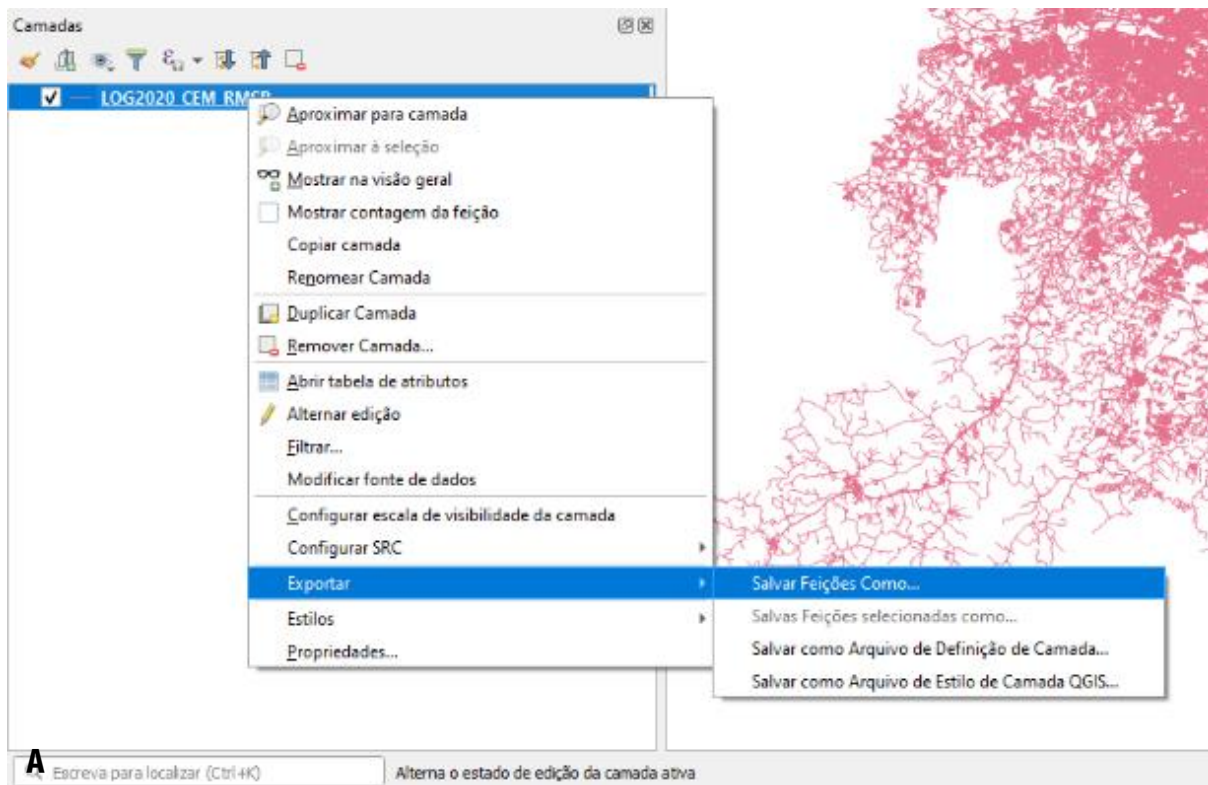 Camadas
LOG2020_CEM_RMSP
Aproximar para camada
Aproximar à seleção
Mostrar na visão geral
Mostrar contagem da feição
Copiar camada
Renomear Camada
Duplicar Camada
Remover Camada...
Abrir tabela de atributos
Alternar edição
Filtrar...
Modificar fonte de dados
Configurar escala de visibilidade da camada
Configurar SRC
Exportar
Estilos
Propriedades...
Salvar Feições Como...
Salvas Feições selecionadas como...
Salvar como Arquivo de Definição de Camada...
Salvar como Arquivo de Estilo de Camada QGIS...
A
Escreva para localizar (Ctrl+K)
Alterna o estado de edição da camada ativa